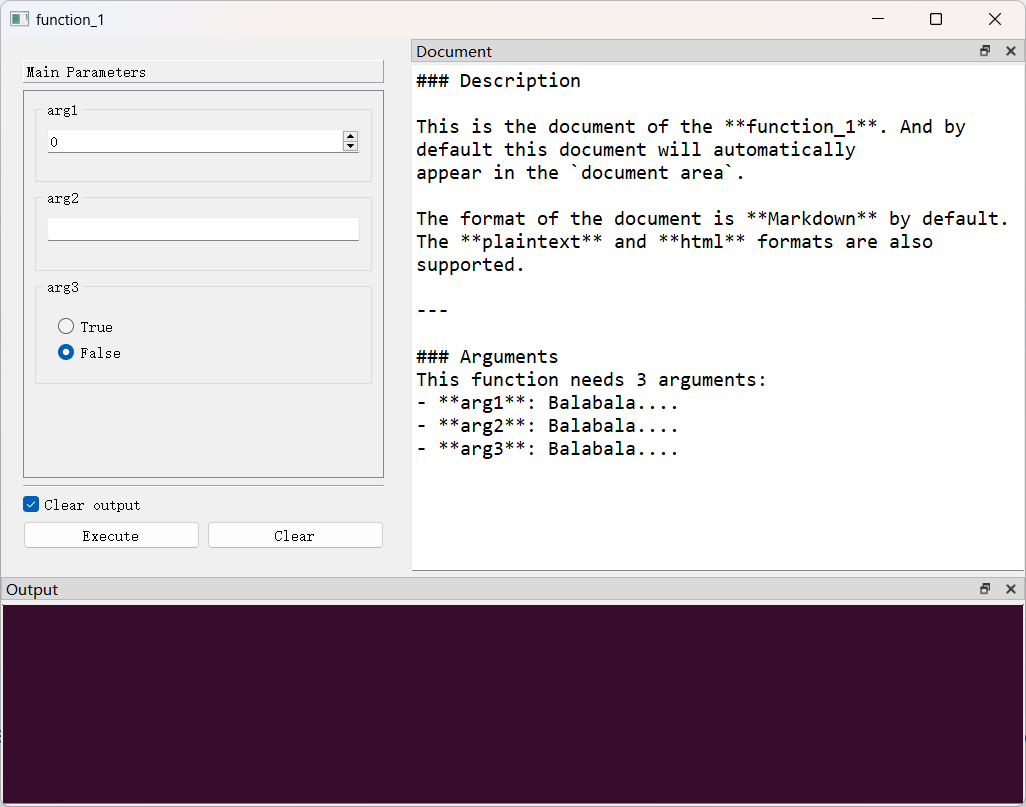 function_1
Main Parameters
arg1
0
arg2
arg3
True
False
Clear output
Execute
Clear
Document
### Description
This is the document of the **function_1**. And by
default this document will automatically
appear in the `document area`.
The format of the document is **Markdown** by default.
The **plaintext** and **html** formats are also
supported.
---
### Arguments
This function needs 3 arguments:
- **arg1**: Balabala....
- **arg2**: Balabala....
- **arg3**: Balabala....
Output